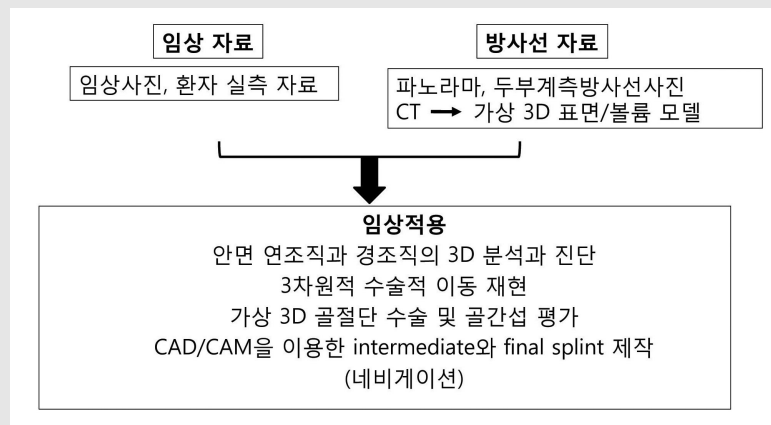 임상 자료
임상사진, 환자 실측 자료
방사선 자료
파노라마, 두부계측방사선사진
CT → 가상 3D 표면/볼륨 모델
임상적용
안면 연조직과 경조직의 3D 분석과 진단
3차원적 수술적 이동 재현
가상 3D 골절단 수술 및 골간섭 평가
CAD/CAM을 이용한 intermediate와 final splint 제작
(네비게이션)